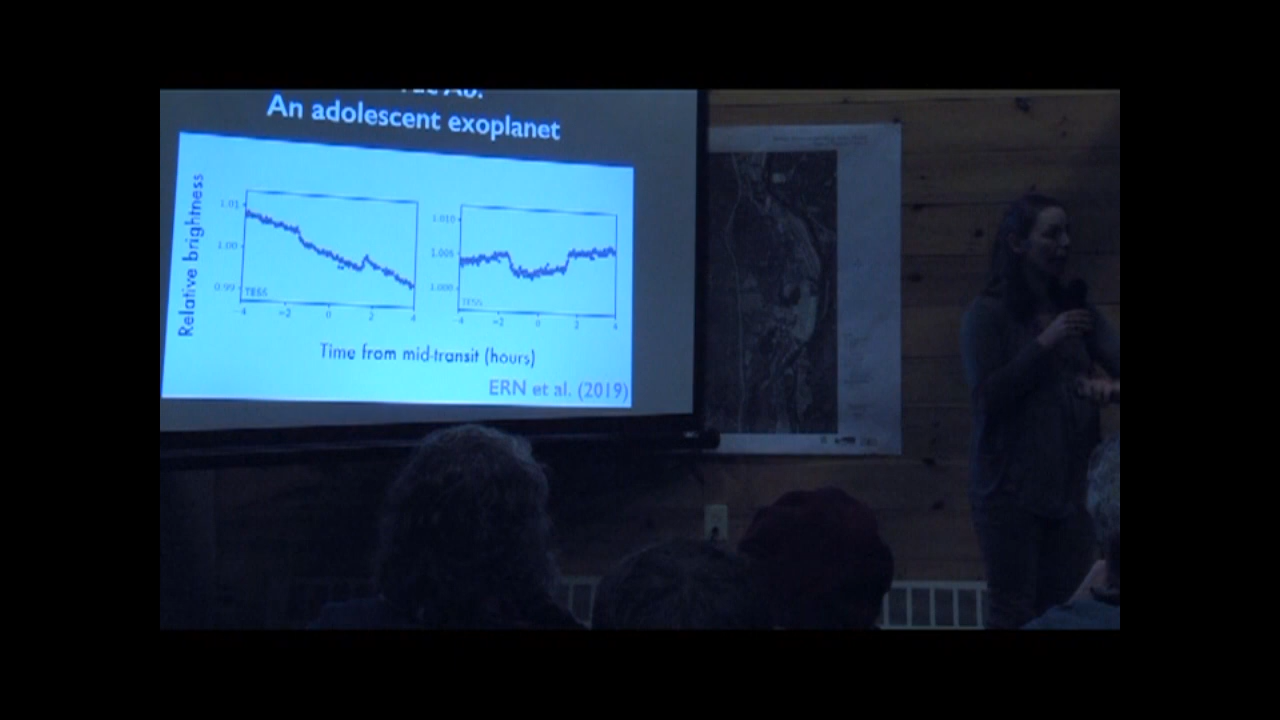 An adolescent exoplanet
Relative brightness
1.01
1.00
0.99
TESS
−4 −2 0 2 4
1.010
1.005
1.000
TESS
−4 −2 0 2 4
Time from mid-transit (hours)
ERN et al. (2019)